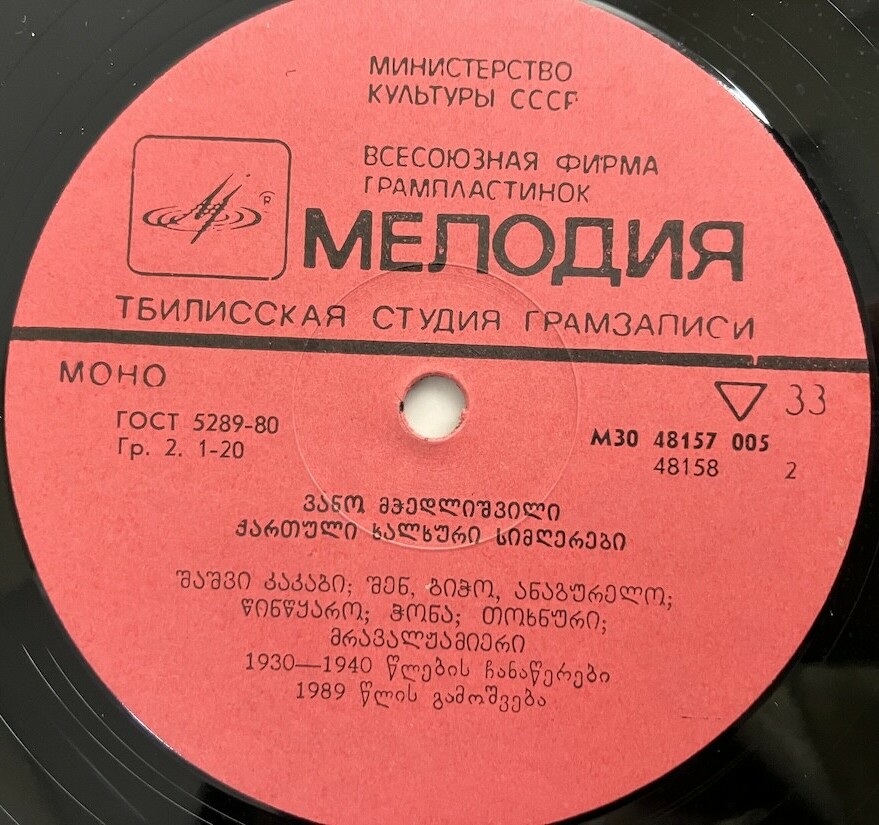 МИНИСТЕРСТВО
КУЛЬТУРЫ СССР
ВСЕСОЮЗНАЯ ФИРМА
ГРАМПЛАСТИНОК
МЕЛОДИЯ
R
ТБИЛИССКАЯ СТУДИЯ ГРАМЗАПИСИ
МОНО
33
ГОСТ 5289-80
Гр. 2. 1-20
М30 48157 005
48158 2
ვანო მჭედლიშვილი
ქართული ხალხური სიმღერები
შაშვი კაკაბი; შენ, ბიჭო, ანაგურელო;
წინწყარო; ჭონა; თოხნური;
მრავალჟამიერი
1930—1940 წლების ჩანაწერები
1989 წლის გამოშვება